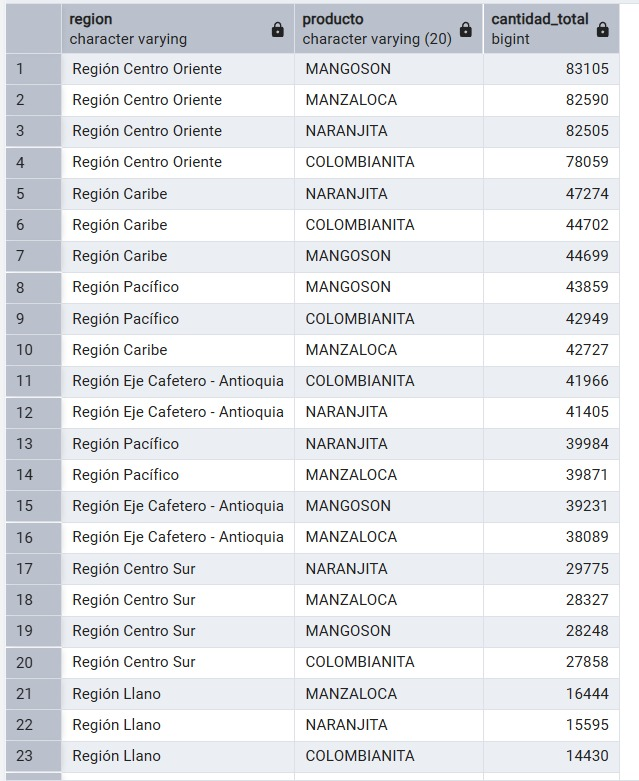 region producto cantidad_total
character varying character varying (20) bigint
1 Región Centro Oriente MANGOSON 83105
2 Región Centro Oriente MANZALOCA 82590
3 Región Centro Oriente NARANJITA 82505
4 Región Centro Oriente COLOMBIANITA 78059
5 Región Caribe NARANJITA 47274
6 Región Caribe COLOMBIANITA 44702
7 Región Caribe MANGOSON 44699
8 Región Pacífico MANGOSON 43859
9 Región Pacífico COLOMBIANITA 42949
10 Región Caribe MANZALOCA 42727
11 Región Eje Cafetero - Antioquia COLOMBIANITA 41966
12 Región Eje Cafetero - Antioquia NARANJITA 41405
13 Región Pacífico NARANJITA 39984
14 Región Pacífico MANZALOCA 39871
15 Región Eje Cafetero - Antioquia MANGOSON 39231
16 Región Eje Cafetero - Antioquia MANZALOCA 38089
17 Región Centro Sur NARANJITA 29775
18 Región Centro Sur MANZALOCA 28327
19 Región Centro Sur MANGOSON 28248
20 Región Centro Sur COLOMBIANITA 27858
21 Región Llano MANZALOCA 16444
22 Región Llano NARANJITA 15595
23 Región Llano COLOMBIANITA 14430